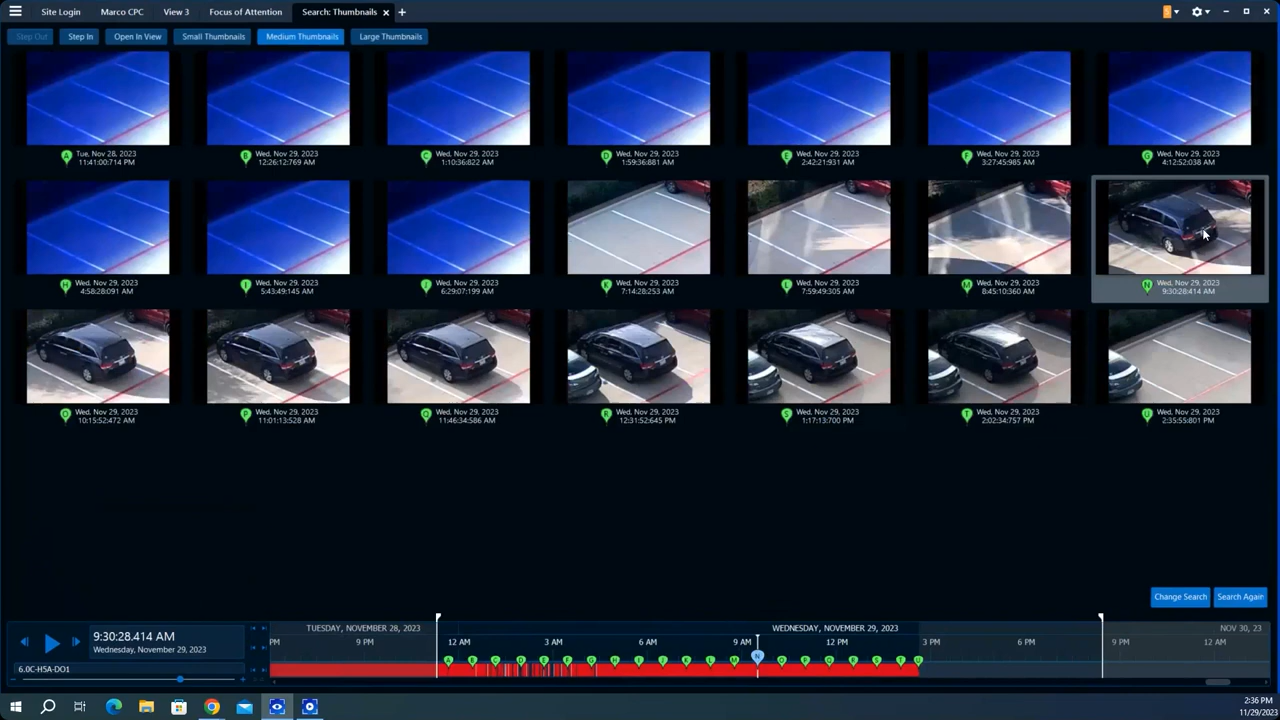 Site Login Marco CPC View 3 Focus of Attention Search: Thumbnails
Step Out Step In Open In View Small Thumbnails Medium Thumbnails Large Thumbnails
A Tue, Nov 28, 2023
11:41:00:714 PM
B Wed, Nov 29, 2023
12:26:12:769 AM
C Wed, Nov 29, 2023
1:10:36:822 AM
D Wed, Nov 29, 2023
1:59:36:881 AM
E Wed, Nov 29, 2023
2:42:21:931 AM
F Wed, Nov 29, 2023
3:27:45:985 AM
G Wed, Nov 29, 2023
4:12:52:038 AM
H Wed, Nov 29, 2023
4:58:28:091 AM
I Wed, Nov 29, 2023
5:43:49:145 AM
J Wed, Nov 29, 2023
6:29:07:199 AM
K Wed, Nov 29, 2023
7:14:28:253 AM
L Wed, Nov 29, 2023
7:59:49:305 AM
M Wed, Nov 29, 2023
8:45:10:360 AM
N Wed, Nov 29, 2023
9:30:28:414 AM
O Wed, Nov 29, 2023
10:15:52:472 AM
P Wed, Nov 29, 2023
11:01:13:528 AM
Q Wed, Nov 29, 2023
11:46:34:586 AM
R Wed, Nov 29, 2023
12:31:52:645 PM
S Wed, Nov 29, 2023
1:17:13:700 PM
T Wed, Nov 29, 2023
2:02:34:757 PM
U Wed, Nov 29, 2023
2:35:55:801 PM
Change Search Search Again
TUESDAY, NOVEMBER 28, 2023 WEDNESDAY, NOVEMBER 29, 2023 NOV 30, 23
9:30:28.414 AM
Wednesday, November 29, 2023
PM 9 PM 12 AM 3 AM 6 AM 9 AM 12 PM 3 PM 6 PM 9 PM 12 AM
A B C D E F G H I J K L M N O P Q R S T U
6.0C-H5A-DO1
2:36 PM
11/29/2023